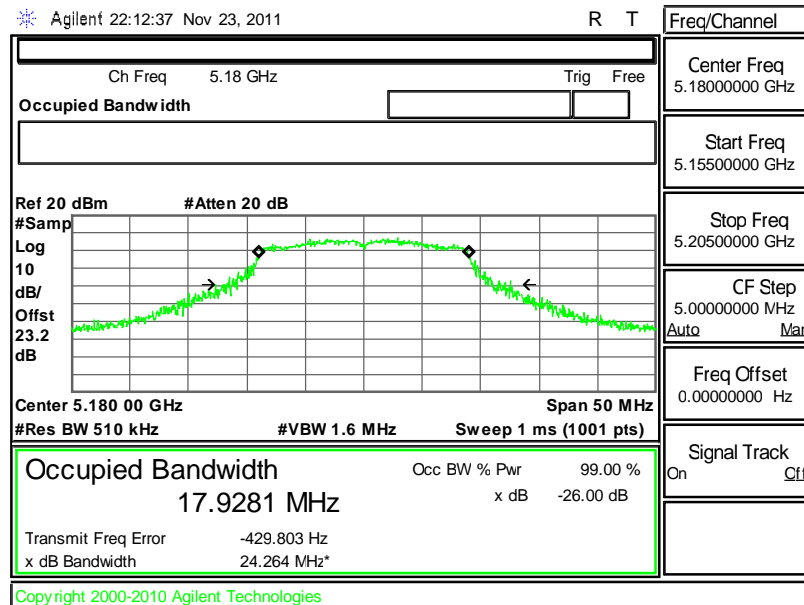 Agilent 22:12:37 Nov 23, 2011 R T
Freq/Channel
Ch Freq 5.18 GHz Trig Free
Occupied Bandwidth
Center Freq
5.18000000 GHz
Start Freq
5.15500000 GHz
Stop Freq
5.20500000 GHz
CF Step
5.00000000 MHz
Auto Man
Freq Offset
0.00000000 Hz
Signal Track
On Off
Ref 20 dBm #Atten 20 dB
#Samp
Log
10
dB/
Offst
23.2
dB
Center 5.180 00 GHz Span 50 MHz
#Res BW 510 kHz #VBW 1.6 MHz Sweep 1 ms (1001 pts)
Occupied Bandwidth
17.9281 MHz
Occ BW % Pwr 99.00 %
x dB -26.00 dB
Transmit Freq Error -429.803 Hz
x dB Bandwidth 24.264 MHz*
Copyright 2000-2010 Agilent Technologies